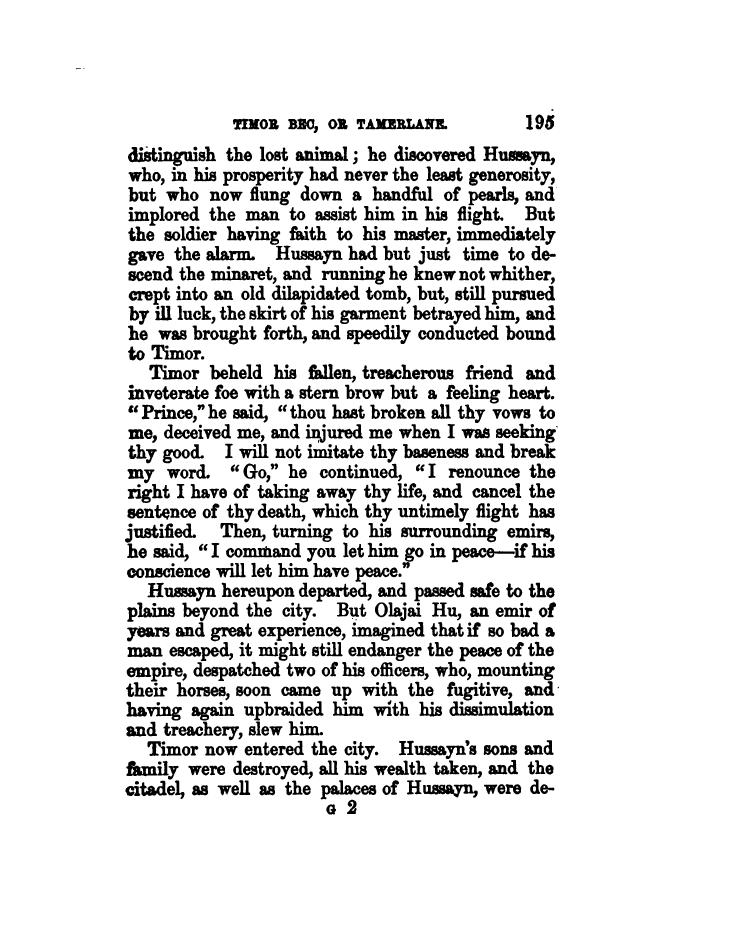 TIMOR BEC, OR TAMERLANE. 195
distinguish the lost animal; he discovered Hussayn,
who, in his prosperity had never the least generosity,
but who now flung down a handful of pearls, and
implored the man to assist him in his flight. But
the soldier having faith to his master, immediately
gave the alarm. Hussayn had but just time to de-
scend the minaret, and running he knew not whither,
crept into an old dilapidated tomb, but, still pursued
by ill luck, the skirt of his garment betrayed him, and
he was brought forth, and speedily conducted bound
to Timor.
Timor beheld his fallen, treacherous friend and
inveterate foe with a stern brow but a feeling heart.
"Prince," he said, "thou hast broken all thy vows to
me, deceived me, and injured me when I was seeking
thy good. I will not imitate thy baseness and break
my word. "Go," he continued, "I renounce the
right I have of taking away thy life, and cancel the
sentence of thy death, which thy untimely flight has
justified. Then, turning to his surrounding emirs,
he said, "I command you let him go in peace—if his
conscience will let him have peace."
Hussayn hereupon departed, and passed safe to the
plains beyond the city. But Olajai Hu, an emir of
years and great experience, imagined that if so bad a
man escaped, it might still endanger the peace of the
empire, despatched two of his officers, who, mounting
their horses, soon came up with the fugitive, and
having again upbraided him with his dissimulation
and treachery, slew him.
Timor now entered the city. Hussayn's sons and
family were destroyed, all his wealth taken, and the
citadel, as well as the palaces of Hussayn, were de-
G 2